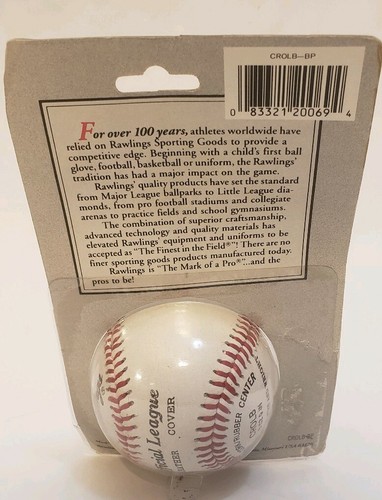 CROLB—BP
0 83321 20069 4
For over 100 years, athletes worldwide have
relied on Rawlings Sporting Goods to provide a
competitive edge. Beginning with a child's first ball
glove, football, basketball or uniform, the Rawlings'
tradition has had a major impact on the game.
Rawlings' quality products have set the standard
from Major League ballparks to Little League dia-
monds, from pro football stadiums and collegiate
arenas to practice fields and school gymnasiums.
The combination of superior craftsmanship,
advanced technology and quality materials has
elevated Rawlings' equipment and uniforms to be
accepted as "The Finest in the Field®"! There are no
finer sporting goods products manufactured today.
Rawlings is "The Mark of a Pro®"...and the
pros to be!
League
COVER
RUBBER CENTER
CROLB